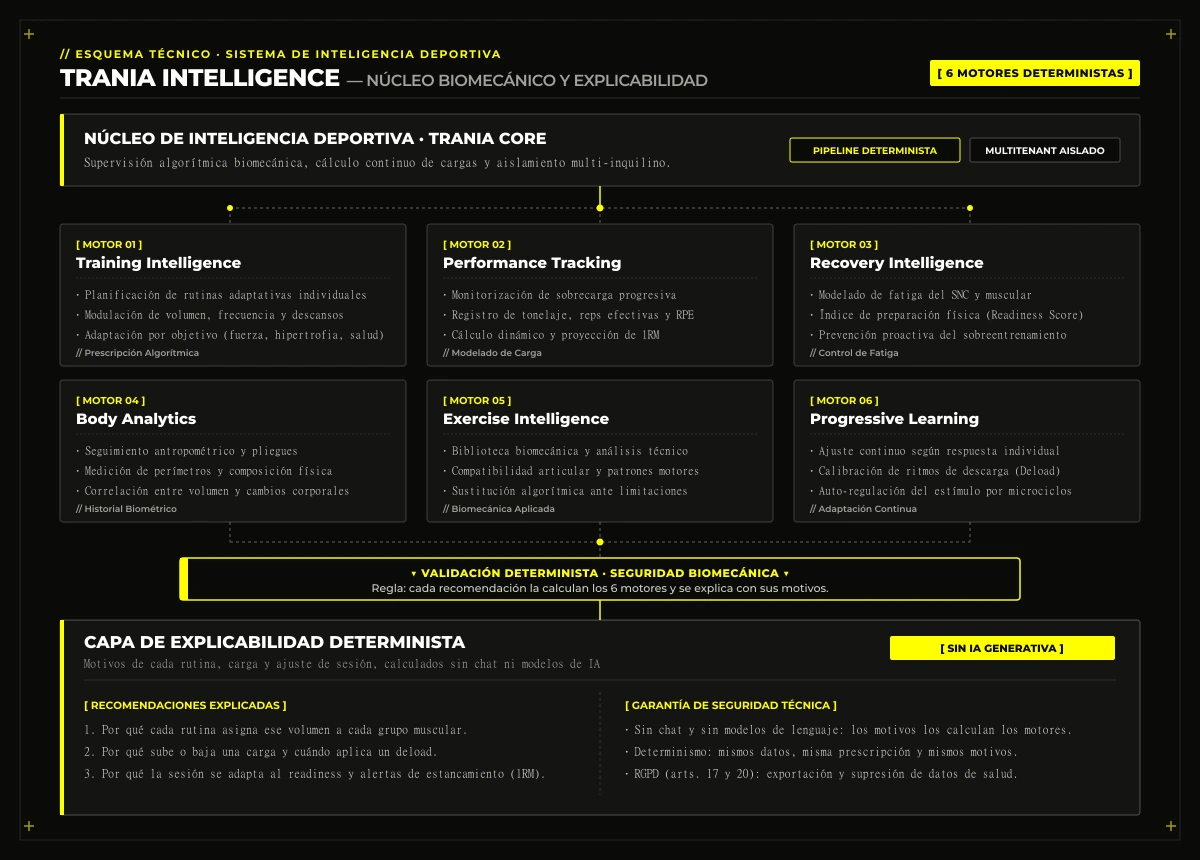 // ESQUEMA TÉCNICO · SISTEMA DE INTELIGENCIA DEPORTIVA
TRANIA INTELLIGENCE — NÚCLEO BIOMECÁNICO Y EXPLICABILIDAD
[ 6 MOTORES DETERMINISTAS ]
NÚCLEO DE INTELIGENCIA DEPORTIVA · TRANIA CORE
Supervisión algorítmica biomecánica, cálculo continuo de cargas y aislamiento multi-inquilino.
PIPELINE DETERMINISTA
MULTITENANT AISLADO
[ MOTOR 01 ]
Training Intelligence
· Planificación de rutinas adaptativas individuales
· Modulación de volumen, frecuencia y descansos
· Adaptación por objetivo (fuerza, hipertrofia, salud)
// Prescripción Algorítmica
[ MOTOR 02 ]
Performance Tracking
· Monitorización de sobrecarga progresiva
· Registro de tonelaje, reps efectivas y RPE
· Cálculo dinámico y proyección de 1RM
// Modelado de Carga
[ MOTOR 03 ]
Recovery Intelligence
· Modelado de fatiga del SNC y muscular
· Índice de preparación física (Readiness Score)
· Prevención proactiva del sobreentrenamiento
// Control de Fatiga
[ MOTOR 04 ]
Body Analytics
· Seguimiento antropométrico y pliegues
· Medición de perímetros y composición física
· Correlación entre volumen y cambios corporales
// Historial Biométrico
[ MOTOR 05 ]
Exercise Intelligence
· Biblioteca biomecánica y análisis técnico
· Compatibilidad articular y patrones motores
· Sustitución algorítmica ante limitaciones
// Biomecánica Aplicada
[ MOTOR 06 ]
Progressive Learning
· Ajuste continuo según respuesta individual
· Calibración de ritmos de descarga (Deload)
· Auto-regulación del estímulo por microciclos
// Adaptación Continua
▼ VALIDACIÓN DETERMINISTA · SEGURIDAD BIOMECÁNICA ▼
Regla: cada recomendación la calculan los 6 motores y se explica con sus motivos.
CAPA DE EXPLICABILIDAD DETERMINISTA
Motivos de cada rutina, carga y ajuste de sesión, calculados sin chat ni modelos de IA
[ SIN IA GENERATIVA ]
[ RECOMENDACIONES EXPLICADAS ]
1. Por qué cada rutina asigna ese volumen a cada grupo muscular.
2. Por qué sube o baja una carga y cuándo aplica un deload.
3. Por qué la sesión se adapta al readiness y alertas de estancamiento (1RM).
[ GARANTÍA DE SEGURIDAD TÉCNICA ]
· Sin chat y sin modelos de lenguaje: los motivos los calculan los motores.
· Determinismo: mismos datos, misma prescripción y mismos motivos.
· RGPD (arts. 17 y 20): exportación y supresión de datos de salud.